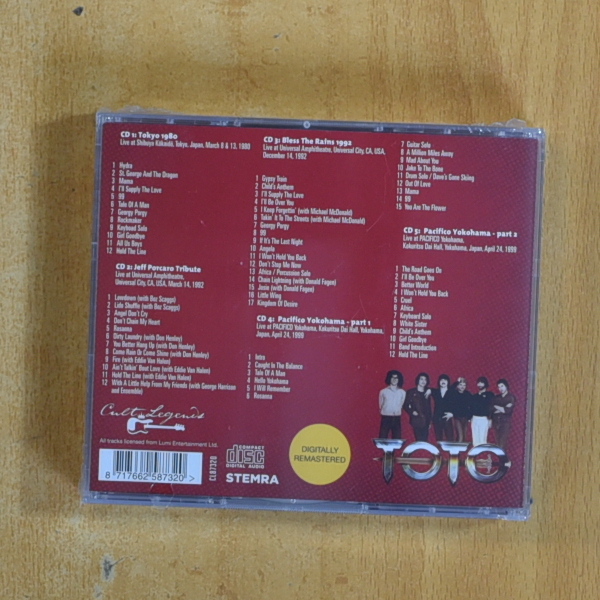 CD 1: Tokyo 1980
Live at Shibuya Kōkaidō, Tokyo, Japan, March 8 & 13, 1980
1 Hydra
2 St. George And The Dragon
3 Mama
4 I'll Supply The Love
5 99
6 Tale Of A Man
7 Georgy Porgy
8 Rockmaker
9 Keyboard Solo
10 Girl Goodbye
11 All Us Boys
12 Hold The Line
CD 2: Jeff Porcaro Tribute
Live at Universal Amphitheatre,
Universal City, CA, USA, March 14, 1992
1 Lowdown (with Boz Scaggs)
2 Lido Shuffle (with Boz Scaggs)
3 Angel Don't Cry
4 Don't Chain My Heart
5 Rosanna
6 Dirty Laundry (with Don Henley)
7 You Better Hang Up (with Don Henley)
8 Come Rain Or Come Shine (with Don Henley)
9 Fire (with Eddie Van Halen)
10 Ain't Talkin' Bout Love (with Eddie Van Halen)
11 Hold The Line (with Eddie Van Halen)
12 With A Little Help From My Friends (with George Harrison
and Ensemble)
Cult Legends
All tracks licensed from Lumi Entertainment Ltd.
8 717662 587320 >
CL87320
CD 3: Bless The Rains 1992
Live at Universal Amphitheatre, Universal City, CA, USA,
December 14, 1992
1 Gypsy Train
2 Child's Anthem
3 I'll Supply The Love
4 I'll Be Over You
5 I Keep Forgettin' (with Michael McDonald)
6 Takin' It To The Streets (with Michael McDonald)
7 Georgy Porgy
8 99
9 If It's The Last Night
10 Angela
11 I Won't Hold You Back
12 Don't Stop Me Now
13 Africa / Percussion Solo
14 Chain Lightning (with Donald Fagen)
15 Josie (with Donald Fagen)
16 Little Wing
17 Kingdom Of Desire
CD 4: Pacifico Yokohama - part 1
Live at PACIFICO Yokohama, Kokuritsu Dai Hall, Yokohama,
Japan, April 24, 1999
1 Intro
2 Caught In The Balance
3 Tale Of A Man
4 Hello Yokohama
5 I Will Remember
6 Rosanna
COMPACT
disc
DIGITAL AUDIO
STEMRA
DIGITALLY
REMASTERED
7 Guitar Solo
8 A Million Miles Away
9 Mad About You
10 Jake To The Bone
11 Drum Solo / Dave's Gone Skiing
12 Out Of Love
13 Mama
14 99
15 You Are The Flower
CD 5: Pacifico Yokohama - part 2
Live at PACIFICO Yokohama,
Kokuritsu Dai Hall, Yokohama, Japan, April 24, 1999
1 The Road Goes On
2 I'll Be Over You
3 Better World
4 I Won't Hold You Back
5 Cruel
6 Africa
7 Keyboard Solo
8 White Sister
9 Child's Anthem
10 Girl Goodbye
11 Band Introduction
12 Hold The Line
TOTO